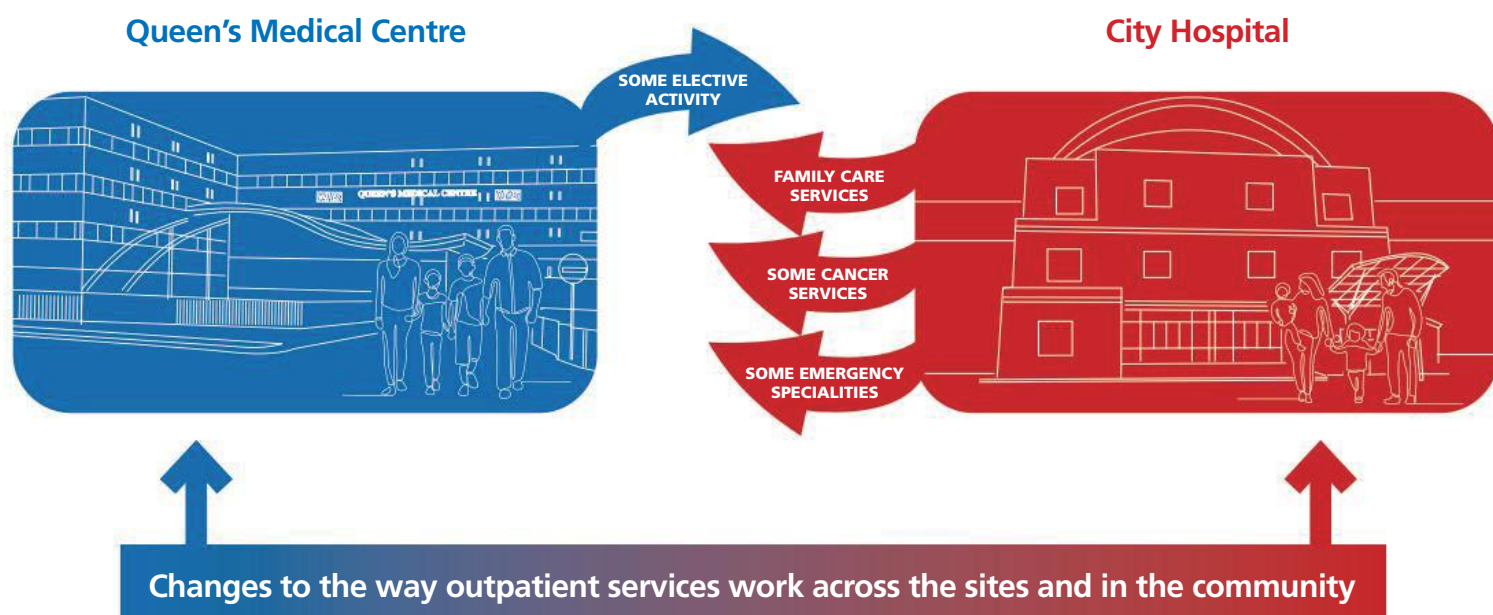 Queen's Medical Centre
City Hospital
SOME ELECTIVE
ACTIVITY
QUEEN'S MEDICAL CENTRE
FAMILY CARE
SERVICES
SOME CANCER
SERVICES
SOME EMERGENCY
SPECIALITIES
Changes to the way outpatient services work across the sites and in the community